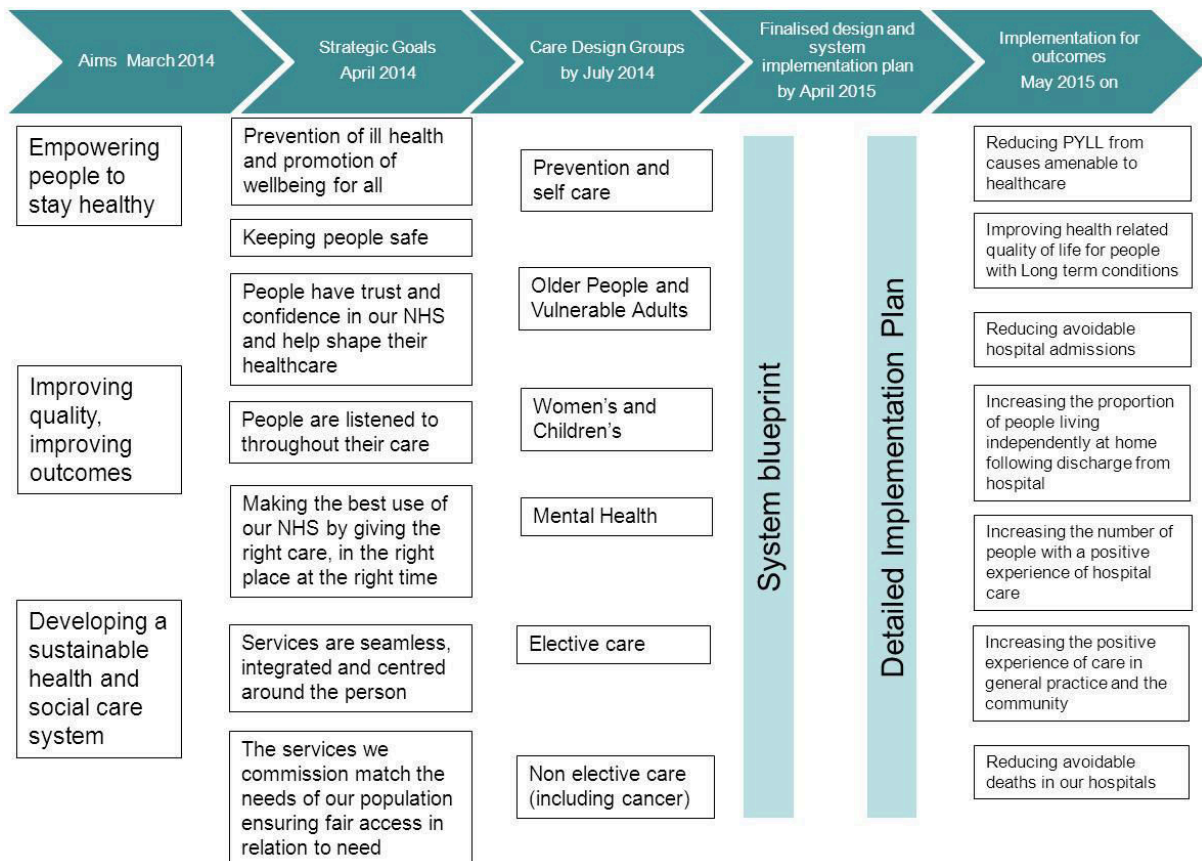 Aims March 2014
Strategic Goals
April 2014
Care Design Groups
by July 2014
Finalised design and
system
implementation plan
by April 2015
Implementation for
outcomes
May 2015 on
Empowering
people to
stay healthy
Improving
quality,
improving
outcomes
Developing a
sustainable
health and
social care
system
Prevention of ill health
and promotion of
wellbeing for all
Keeping people safe
People have trust and
confidence in our NHS
and help shape their
healthcare
People are listened to
throughout their care
Making the best use of
our NHS by giving the
right care, in the right
place at the right time
Services are seamless,
integrated and centred
around the person
The services we
commission match the
needs of our population
ensuring fair access in
relation to need
Prevention and
self care
Older People and
Vulnerable Adults
Women's and
Children's
Mental Health
Elective care
Non elective care
(including cancer)
System blueprint
Detailed Implementation Plan
Reducing PYLL from
causes amenable to
healthcare
Improving health related
quality of life for people
with Long term conditions
Reducing avoidable
hospital admissions
Increasing the proportion
of people living
independently at home
following discharge from
hospital
Increasing the number of
people with a positive
experience of hospital
care
Increasing the positive
experience of care in
general practice and the
community
Reducing avoidable
deaths in our hospitals